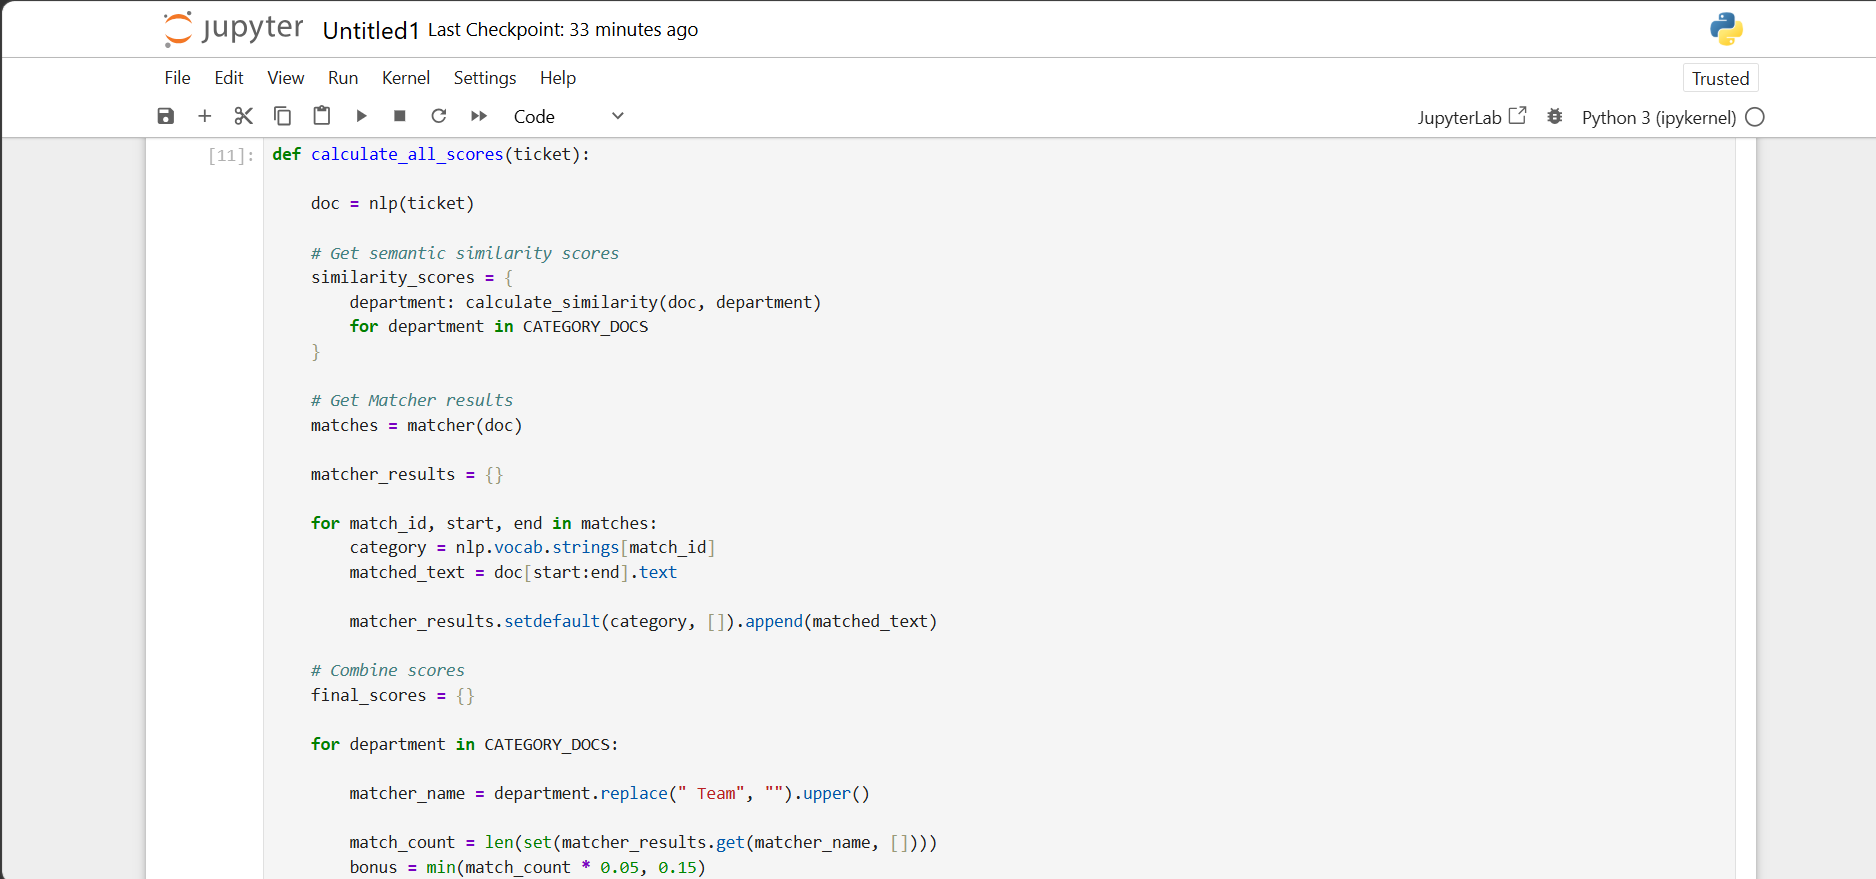 jupyter Untitled1 Last Checkpoint: 33 minutes ago
File Edit View Run Kernel Settings Help Trusted
Code JupyterLab Python 3 (ipykernel)
[11]: def calculate_all_scores(ticket):
    doc = nlp(ticket)
    # Get semantic similarity scores
    similarity_scores = {
        department: calculate_similarity(doc, department)
        for department in CATEGORY_DOCS
    }
    # Get Matcher results
    matches = matcher(doc)
    matcher_results = {}
    for match_id, start, end in matches:
        category = nlp.vocab.strings[match_id]
        matched_text = doc[start:end].text
        matcher_results.setdefault(category, []).append(matched_text)
    # Combine scores
    final_scores = {}
    for department in CATEGORY_DOCS:
        matcher_name = department.replace(" Team", "").upper()
        match_count = len(set(matcher_results.get(matcher_name, [])))
        bonus = min(match_count * 0.05, 0.15)